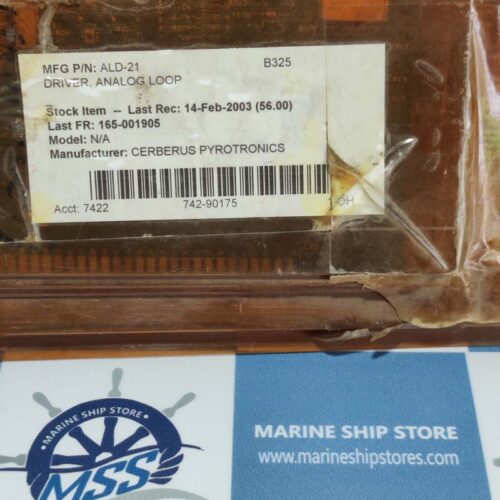 MFG P/N: ALD-21 B325
DRIVER, ANALOG LOOP
Stock Item -- Last Rec: 14-Feb-2003 (56.00)
Last FR: 165-001905
Model: N/A
Manufacturer: CERBERUS PYROTRONICS
Acct: 7422 742-90175 OH
MARINE SHIP STORE
MSS
MARINE SHIP STORE
www.marineshipstores.com